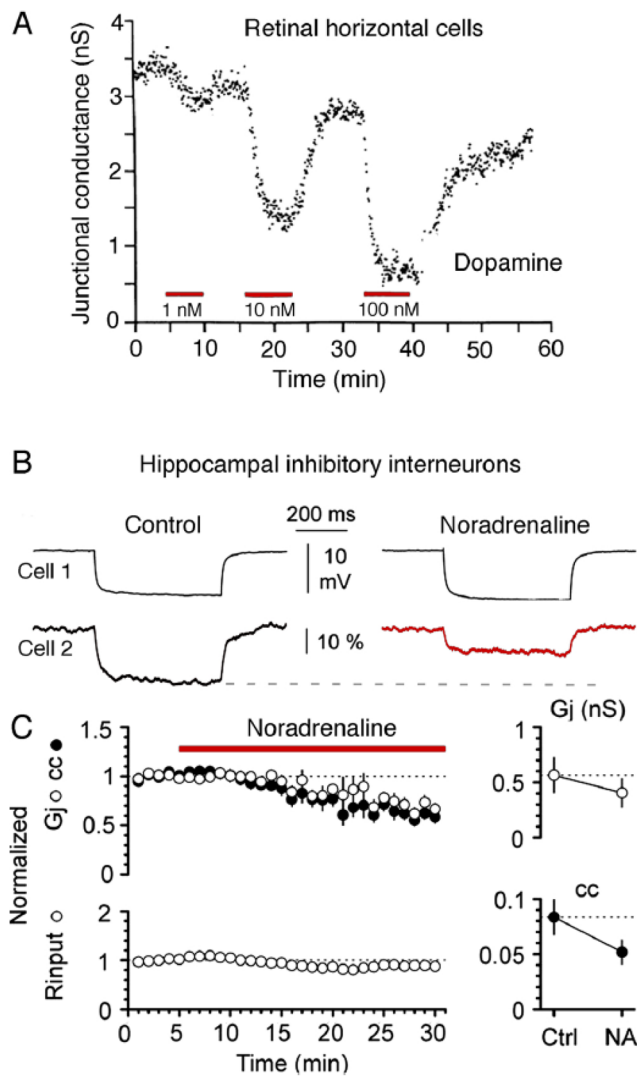 A
Retinal horizontal cells
Junctional conductance (nS)
4
3
2
1
0
1 nM
10 nM
100 nM
Dopamine
0
10
20
30
40
50
60
Time (min)
B
Hippocampal inhibitory interneurons
Control
200 ms
Noradrenaline
Cell 1
10
mV
Cell 2
10 %
C
Noradrenaline
Gj (nS)
Normalized
Gj ○ cc ●
1.5
1
0.5
0
1
0.5
0
Rinput ○
2
1
0
cc
0.1
0.05
0
0
5
10
15
20
25
30
Time (min)
Ctrl
NA